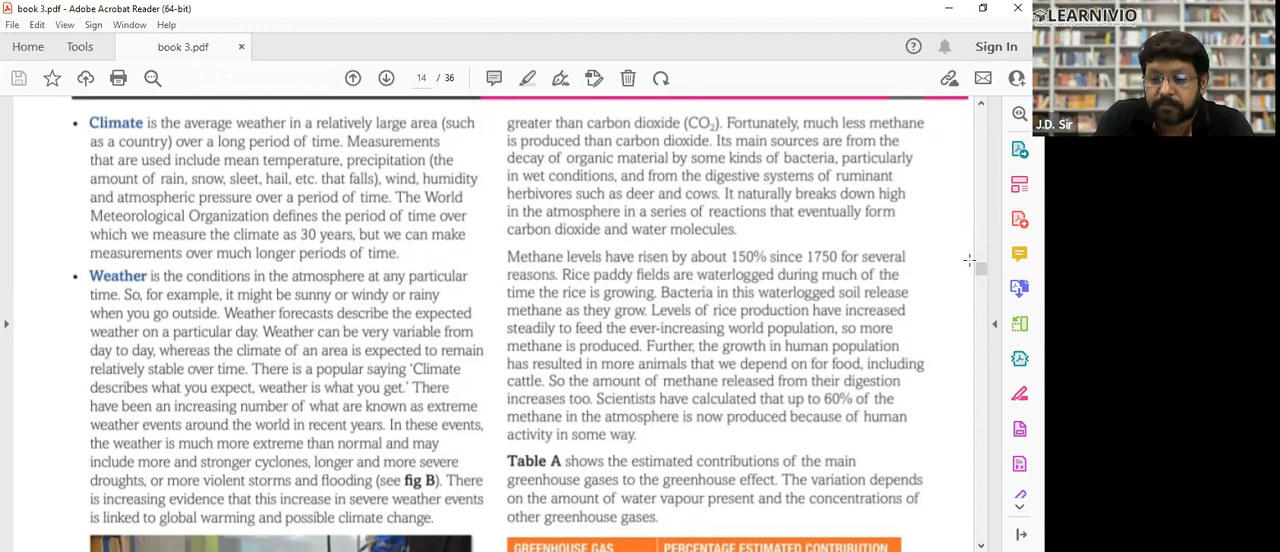 book 3.pdf - Adobe Acrobat Reader (64-bit)
File Edit View Sign Window Help
Home Tools book 3.pdf × Sign In
14 / 36
• Climate is the average weather in a relatively large area (such
as a country) over a long period of time. Measurements
that are used include mean temperature, precipitation (the
amount of rain, snow, sleet, hail, etc. that falls), wind, humidity
and atmospheric pressure over a period of time. The World
Meteorological Organization defines the period of time over
which we measure the climate as 30 years, but we can make
measurements over much longer periods of time.
• Weather is the conditions in the atmosphere at any particular
time. So, for example, it might be sunny or windy or rainy
when you go outside. Weather forecasts describe the expected
weather on a particular day. Weather can be very variable from
day to day, whereas the climate of an area is expected to remain
relatively stable over time. There is a popular saying ‘Climate
describes what you expect, weather is what you get.’ There
have been an increasing number of what are known as extreme
weather events around the world in recent years. In these events,
the weather is much more extreme than normal and may
include more and stronger cyclones, longer and more severe
droughts, or more violent storms and flooding (see fig B). There
is increasing evidence that this increase in severe weather events
is linked to global warming and possible climate change.
greater than carbon dioxide (CO₂). Fortunately, much less methane
is produced than carbon dioxide. Its main sources are from the
decay of organic material by some kinds of bacteria, particularly
in wet conditions, and from the digestive systems of ruminant
herbivores such as deer and cows. It naturally breaks down high
in the atmosphere in a series of reactions that eventually form
carbon dioxide and water molecules.
Methane levels have risen by about 150% since 1750 for several
reasons. Rice paddy fields are waterlogged during much of the
time the rice is growing. Bacteria in this waterlogged soil release
methane as they grow. Levels of rice production have increased
steadily to feed the ever-increasing world population, so more
methane is produced. Further, the growth in human population
has resulted in more animals that we depend on for food, including
cattle. So the amount of methane released from their digestion
increases too. Scientists have calculated that up to 60% of the
methane in the atmosphere is now produced because of human
activity in some way.
Table A shows the estimated contributions of the main
greenhouse gases to the greenhouse effect. The variation depends
on the amount of water vapour present and the concentrations of
other greenhouse gases.
GREENHOUSE GAS PERCENTAGE ESTIMATED CONTRIBUTION
LEARNIVIO
J.D. Sir